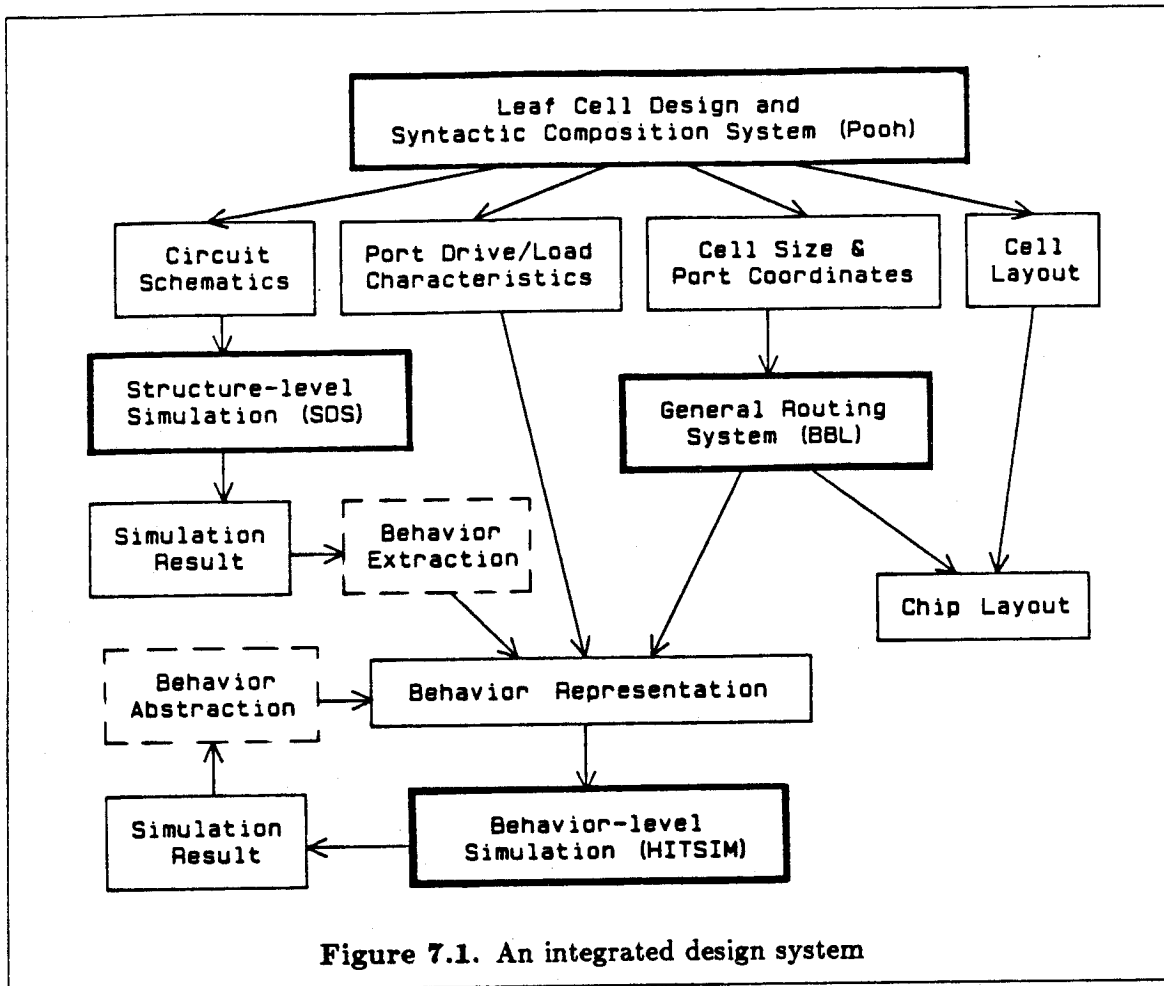 Leaf Cell Design and
Syntactic Composition System (Pooh)
Circuit
Schematics
Port Drive/Load
Characteristics
Cell Size &
Port Coordinates
Cell
Layout
Structure-level
Simulation (SDS)
General Routing
System (BBL)
Simulation
Result
Behavior
Extraction
Chip Layout
Behavior
Abstraction
Behavior Representation
Simulation
Result
Behavior-level
Simulation (HITSIM)
Figure 7.1. An integrated design system